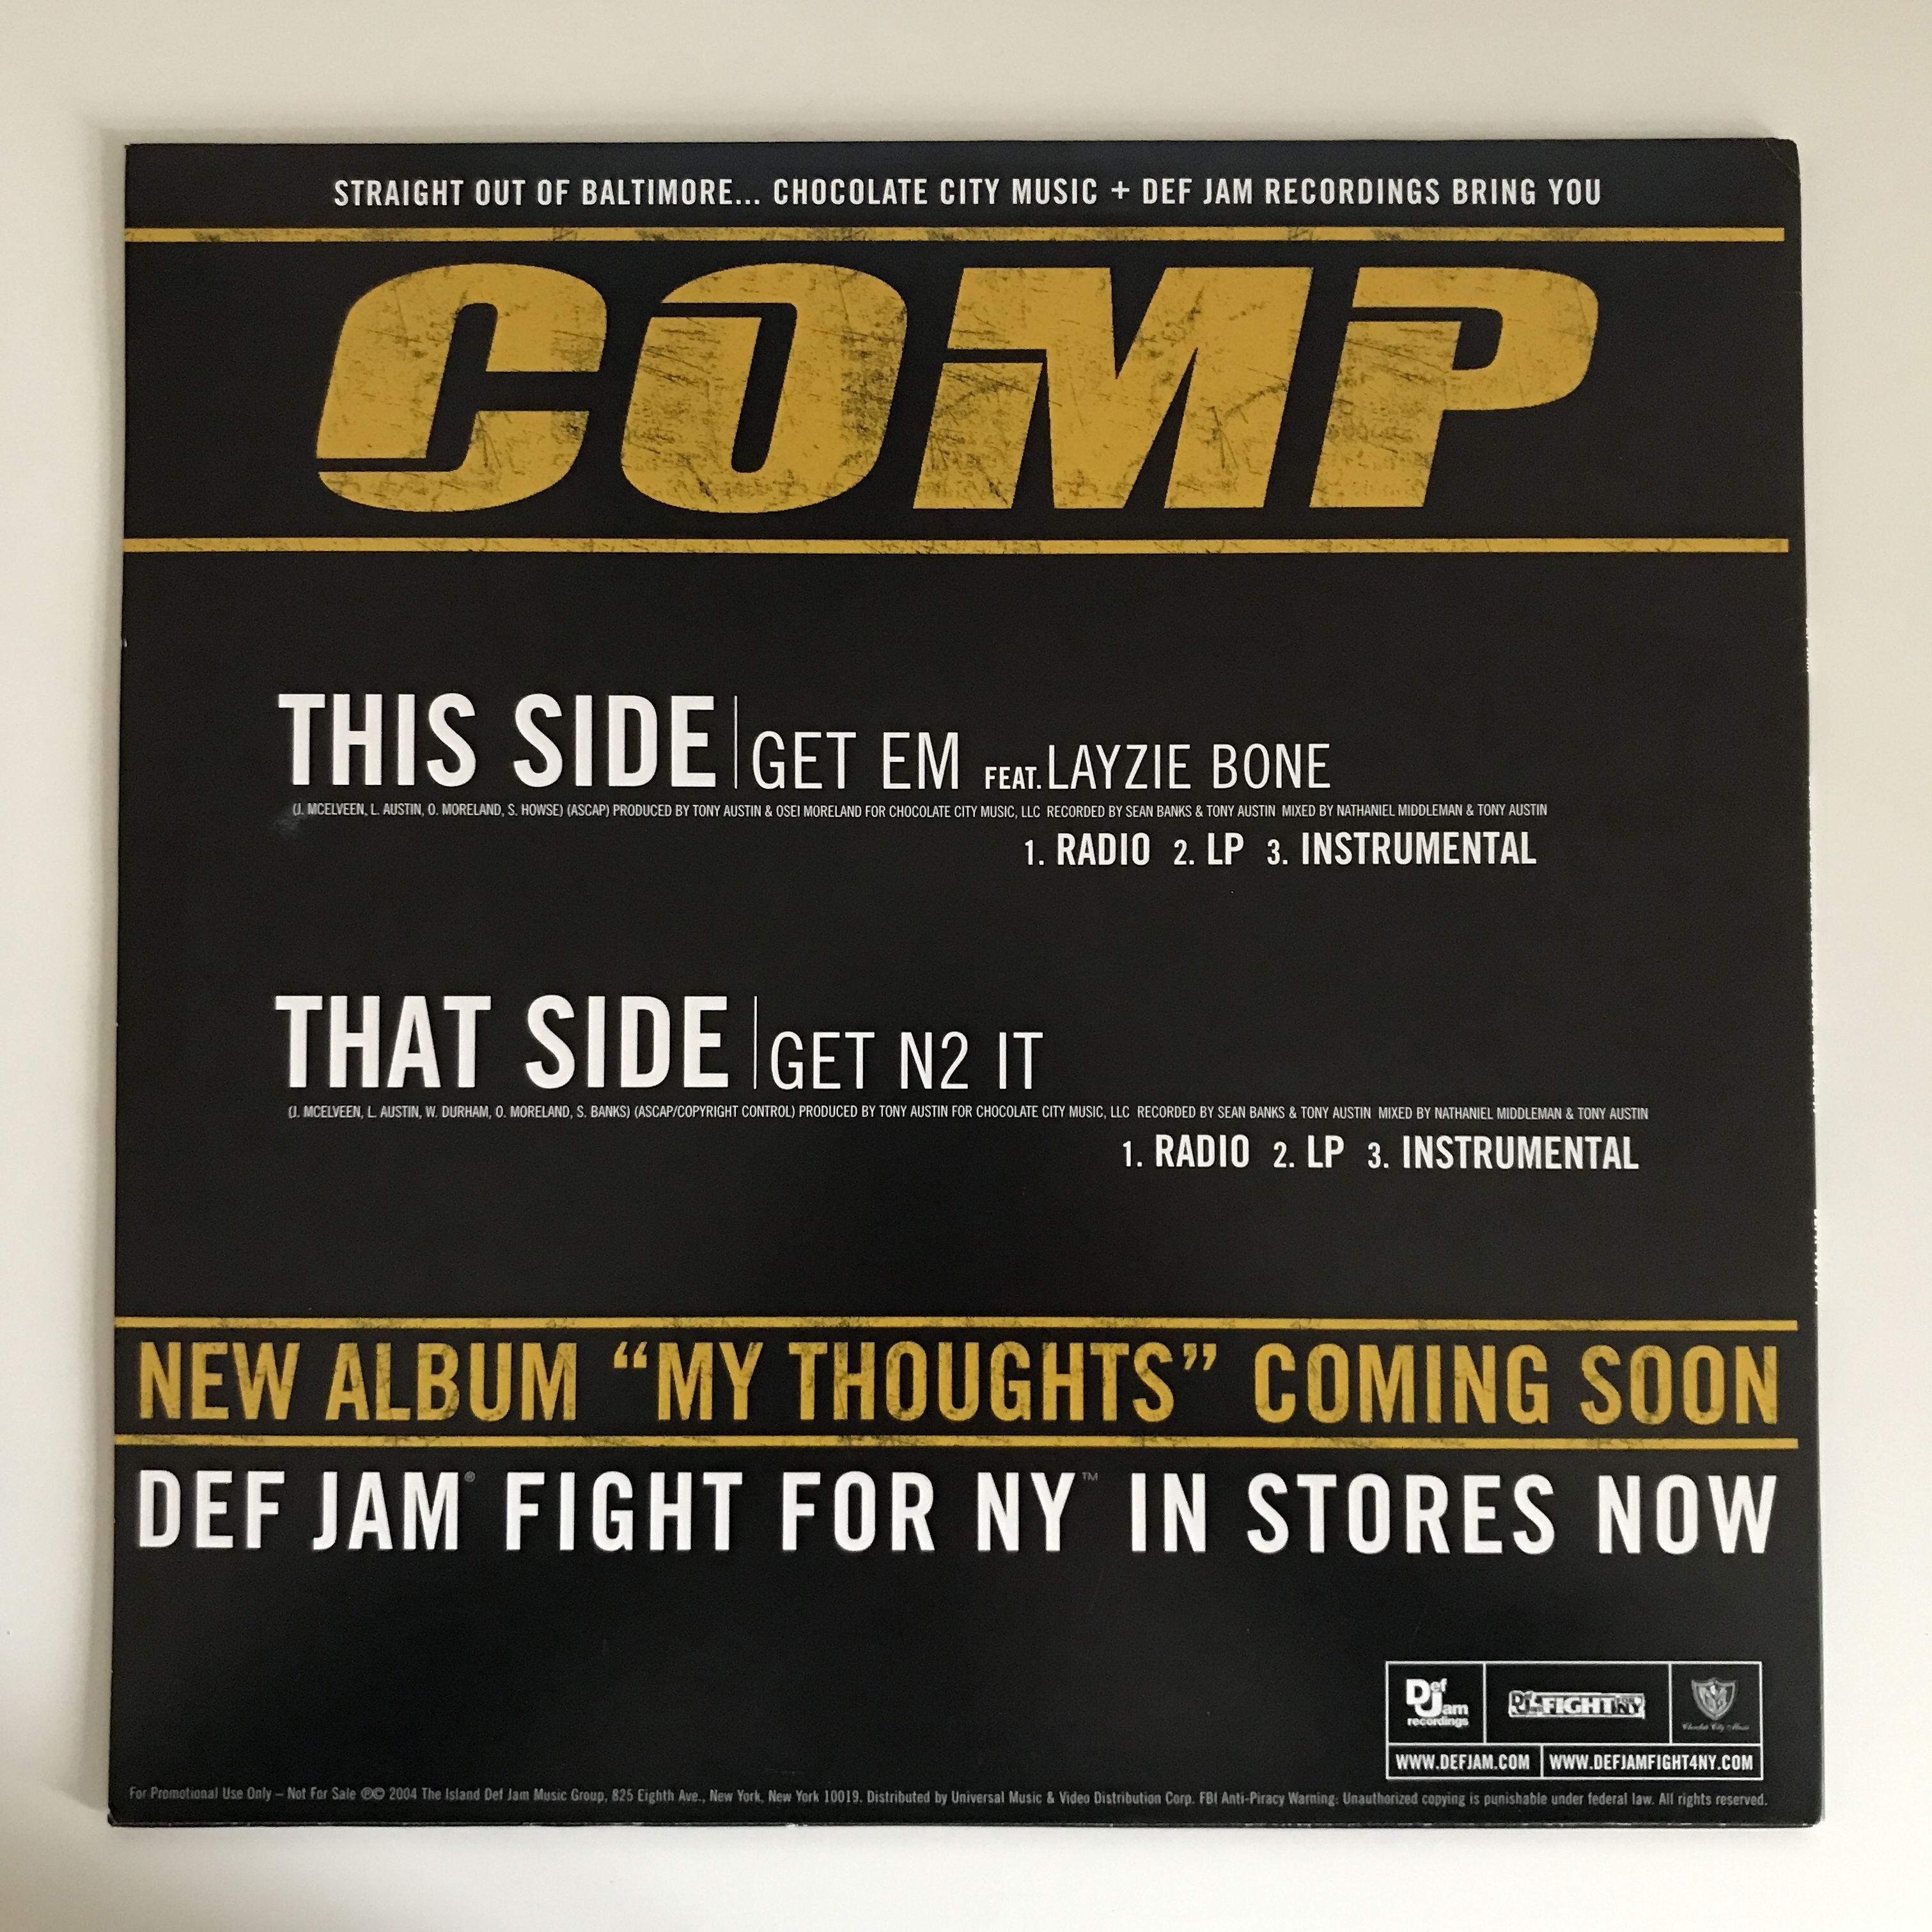 STRAIGHT OUT OF BALTIMORE... CHOCOLATE CITY MUSIC + DEF JAM RECORDINGS BRING YOU
COMP
THIS SIDE | GET EM FEAT. LAYZIE BONE
(J. MCELVEEN, L. AUSTIN, O. MORELAND, S. HOWSE) (ASCAP) PRODUCED BY TONY AUSTIN & OSEI MORELAND FOR CHOCOLATE CITY MUSIC, LLC RECORDED BY SEAN BANKS & TONY AUSTIN MIXED BY NATHANIEL MIDDLEMAN & TONY AUSTIN
1. RADIO 2. LP 3. INSTRUMENTAL
THAT SIDE | GET N2 IT
(J. MCELVEEN, L. AUSTIN, W. DURHAM, O. MORELAND, S. BANKS) (ASCAP/COPYRIGHT CONTROL) PRODUCED BY TONY AUSTIN FOR CHOCOLATE CITY MUSIC, LLC RECORDED BY SEAN BANKS & TONY AUSTIN MIXED BY NATHANIEL MIDDLEMAN & TONY AUSTIN
1. RADIO 2. LP 3. INSTRUMENTAL
NEW ALBUM “MY THOUGHTS” COMING SOON
DEF JAM® FIGHT FOR NY™ IN STORES NOW
Def Jam recordings
Def Jam FIGHT FOR NY
Chocolate City Music
WWW.DEFJAM.COM | WWW.DEFJAMFIGHT4NY.COM
For Promotional Use Only – Not For Sale ℗© 2004 The Island Def Jam Music Group, 825 Eighth Ave., New York, New York 10019. Distributed by Universal Music & Video Distribution Corp. FBI Anti-Piracy Warning: Unauthorized copying is punishable under federal law. All rights reserved.